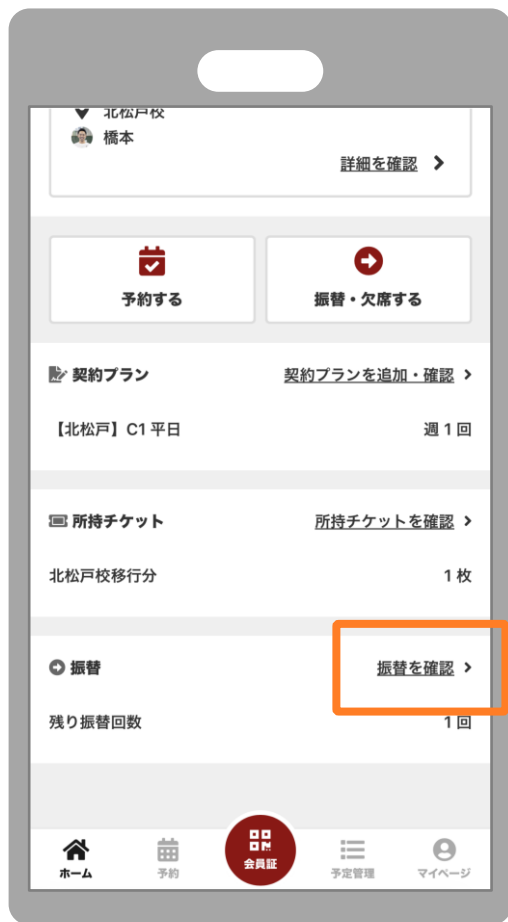 北松戸校
橋本
詳細を確認
予約する
振替・欠席する
契約プラン
契約プランを追加・確認
【北松戸】C1 平日
週 1 回
所持チケット
所持チケットを確認
北松戸校移行分
1 枚
振替
振替を確認
残り振替回数
1 回
ホーム
予約
会員証
予定管理
マイページ